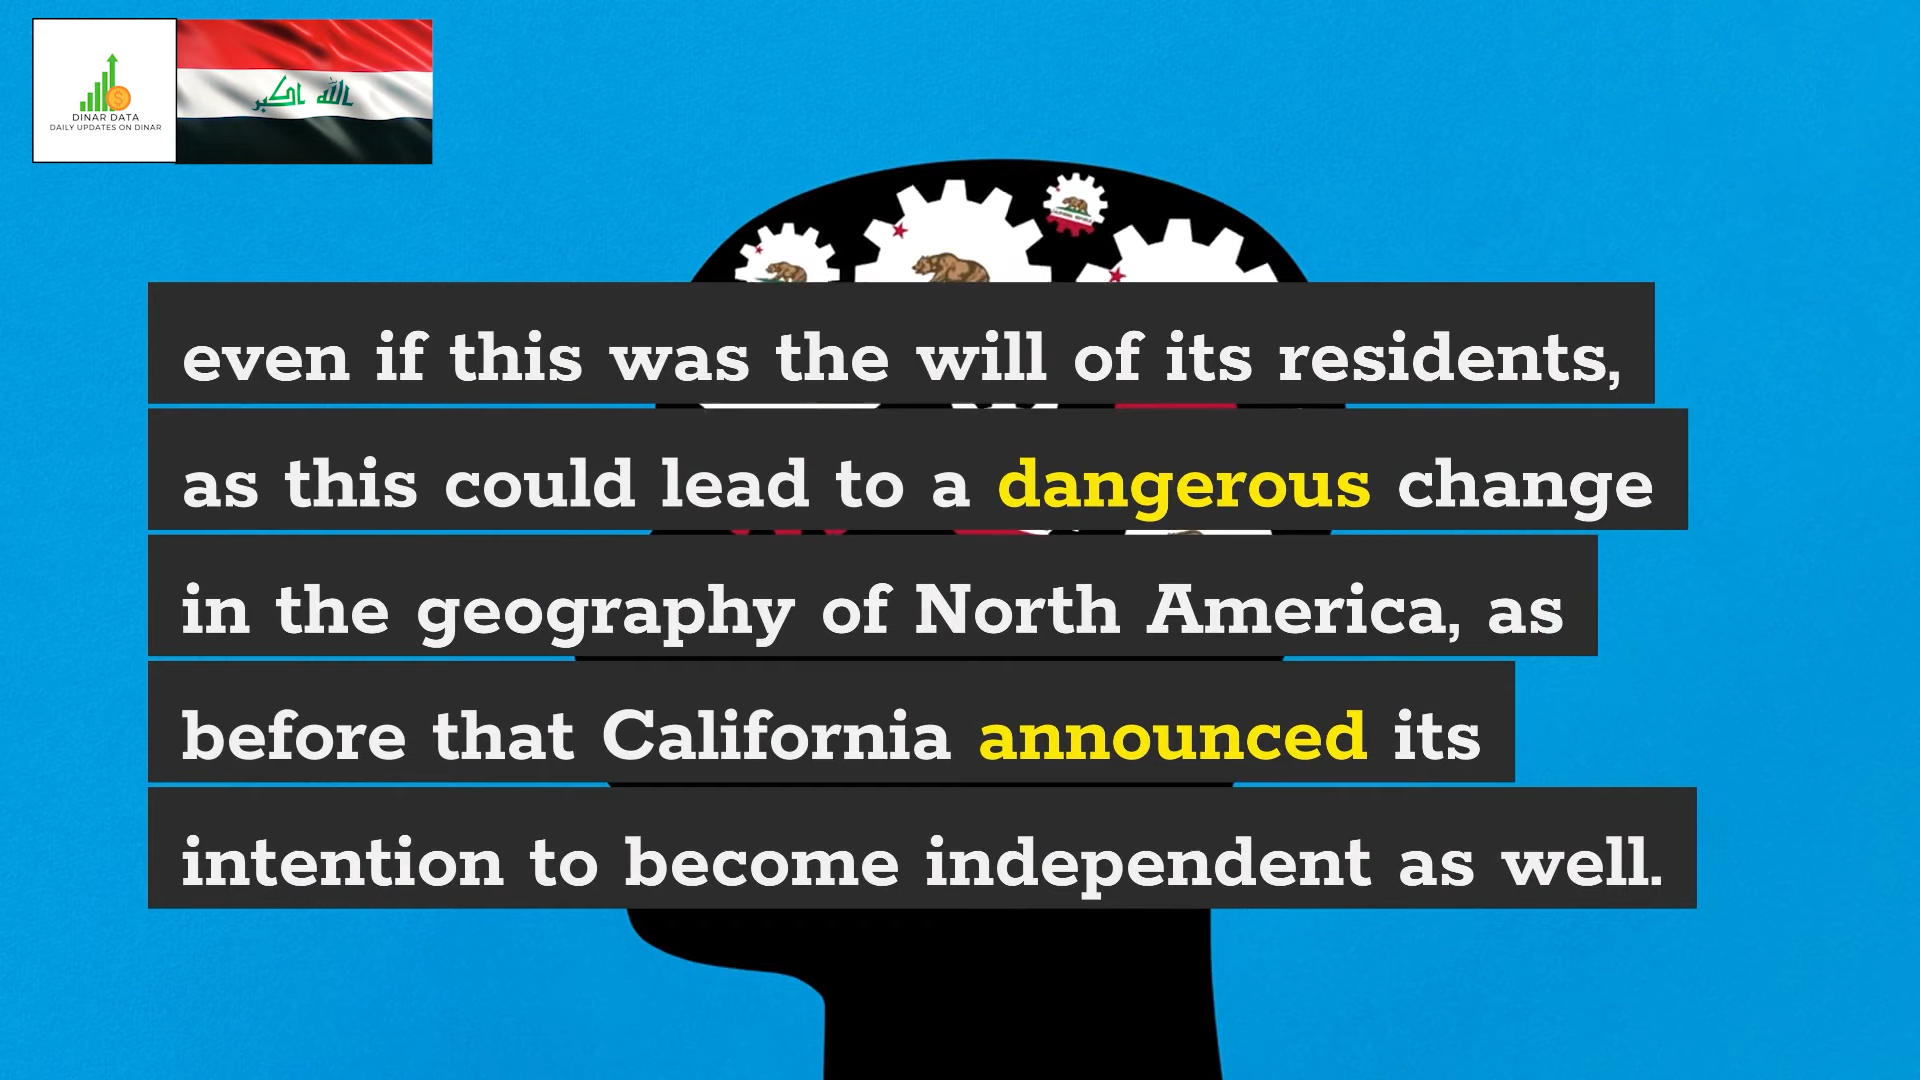 DINAR DATA
DAILY UPDATES ON DINAR
الله اكبر
even if this was the will of its residents,
as this could lead to a dangerous change
in the geography of North America, as
before that California announced its
intention to become independent as well.